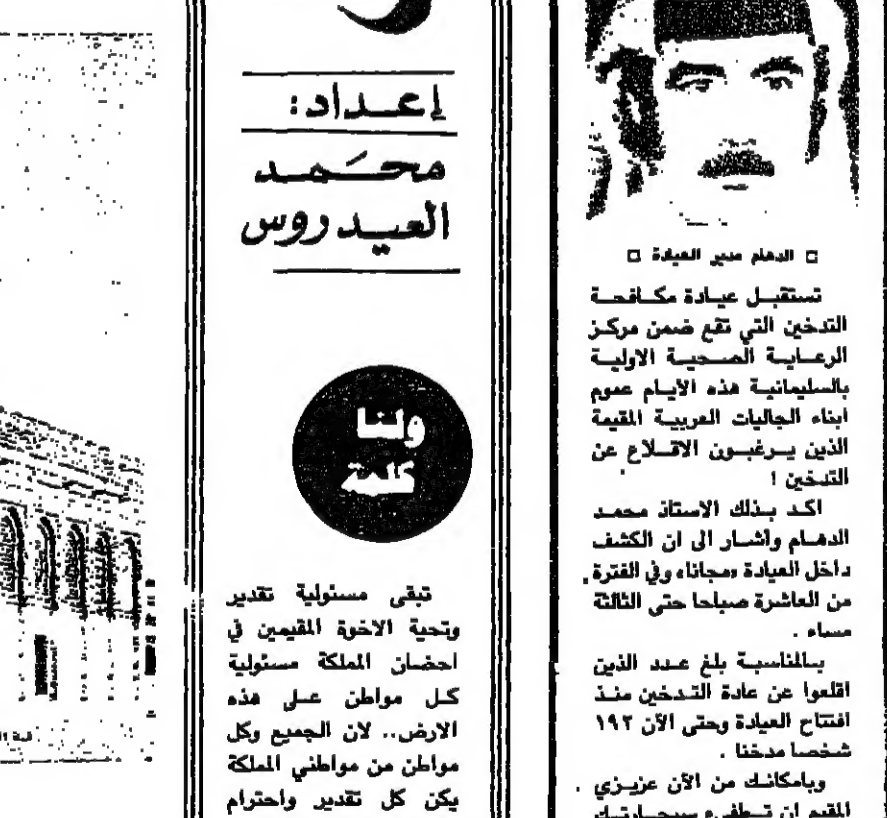 □ الدهام مدير العيادة □
تستقبل عيادة مكافحة
التدخين التي تقع ضمن مركز
الرعاية الصحية الاولية
بالسليمانية هذه الأيام عموم
ابناء الجاليات العربية المقيمة
الذين يرغبون الاقلاع عن
التدخين !
اكد بذلك الاستاذ محمد
الدهام وأشار الى ان الكشف
داخل العيادة «مجانا» وفي الفترة
من العاشرة صباحا حتى الثالثة
مساء .
بالمناسبة بلغ عدد الذين
اقلعوا عن عادة التدخين منذ
افتتاح العيادة وحتى الآن ١٩٢
شخصا مدخنا .
وبامكانك من الآن عزيزي
المقيم ان تطفىء سيجارتك
إعداد:
محمد
العيدروس
ولنا
كلمة
تبقى مسئولية تقدير
وتحية الاخوة المقيمين في
احضان المملكة مسئولية
كل مواطن على هذه
الارض.. لان الجميع وكل
مواطن من مواطني المملكة
يكن كل تقدير واحترام